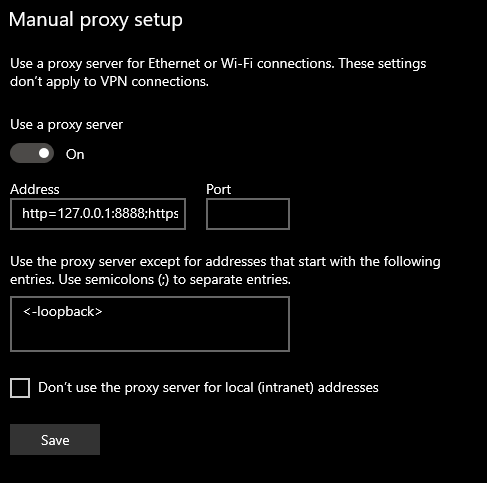 Manual proxy setup
Use a proxy server for Ethernet or Wi-Fi connections. These settings
don't apply to VPN connections.
Use a proxy server
On
Address Port
http=127.0.0.1:8888;https
Use the proxy server except for addresses that start with the following
entries. Use semicolons (;) to separate entries.
<-loopback>
Don't use the proxy server for local (intranet) addresses
Save